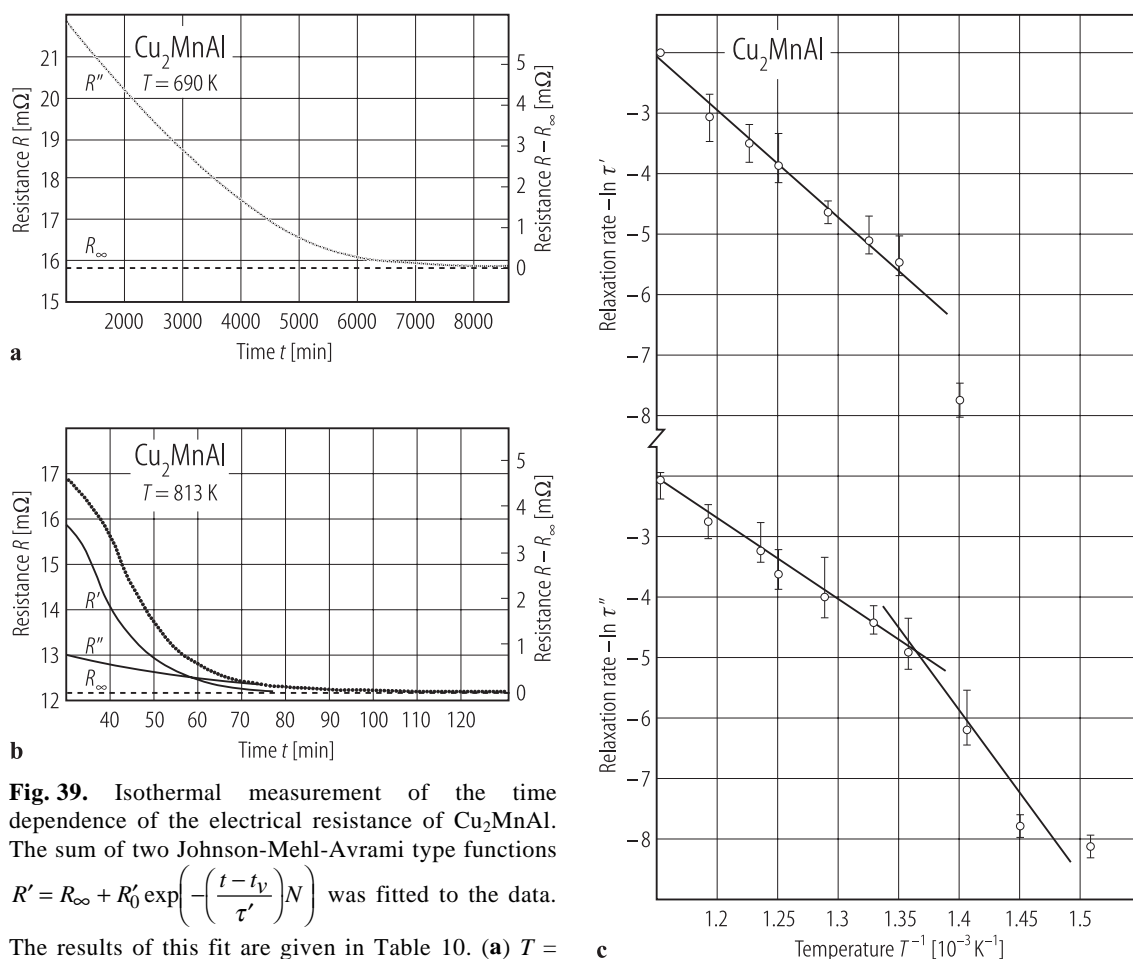 Cu₂MnAl
T = 690 K
R″
R∞
Resistance R [mΩ]
21
20
19
18
17
16
15
Resistance R – R∞ [mΩ]
5
4
3
2
1
0
2000 3000 4000 5000 6000 7000 8000
Time t [min]
a
Cu₂MnAl
T = 813 K
R′
R″
R∞
Resistance R [mΩ]
17
16
15
14
13
12
Resistance R – R∞ [mΩ]
5
4
3
2
1
0
40 50 60 70 80 90 100 110 120
Time t [min]
b
Fig. 39. Isothermal measurement of the time
dependence of the electrical resistance of Cu₂MnAl.
The sum of two Johnson-Mehl-Avrami type functions
R′ = R∞ + R′₀ exp(−((t − tᵥ)/τ′)N) was fitted to the data.
The results of this fit are given in Table 10. (a) T =
Cu₂MnAl
Relaxation rate – ln τ′
−3
−4
−5
−6
−7
−8
Relaxation rate – ln τ″
−3
−4
−5
−6
−7
−8
1.2 1.25 1.3 1.35 1.4 1.45 1.5
Temperature T⁻¹ [10⁻³ K⁻¹]
c